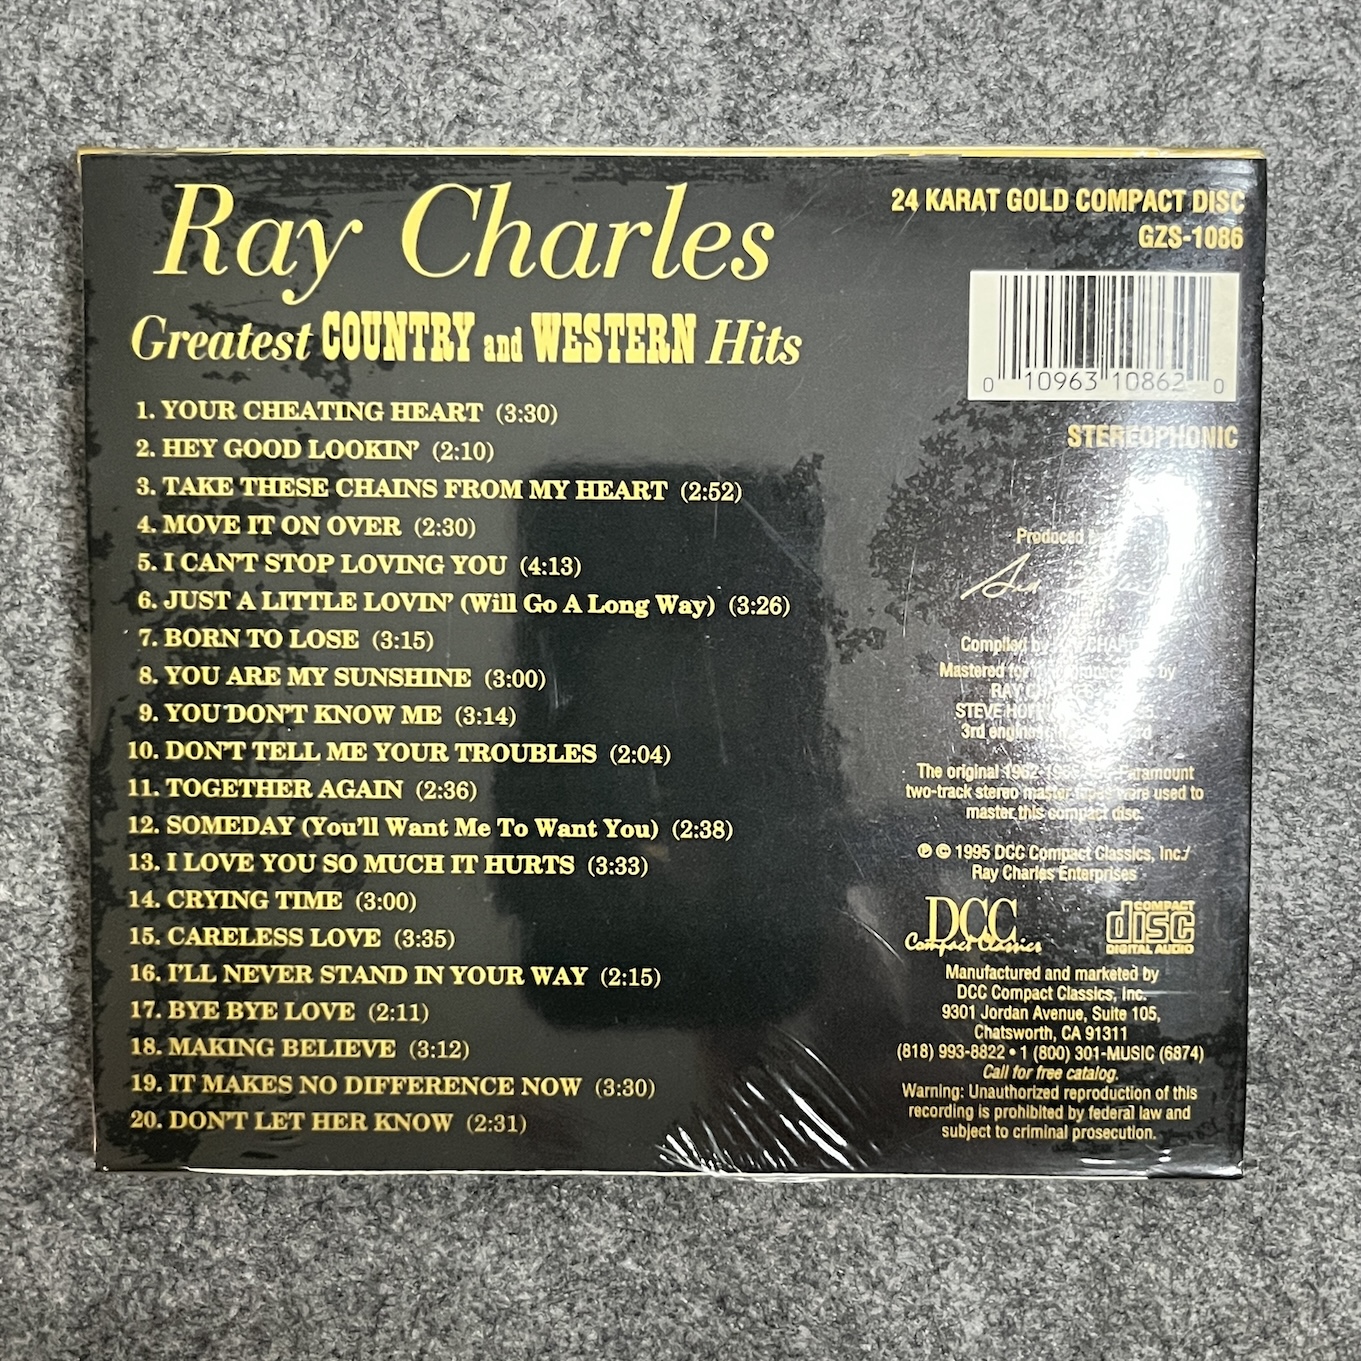 Ray Charles
Greatest COUNTRY and WESTERN Hits
1. YOUR CHEATING HEART (3:30)
2. HEY GOOD LOOKIN' (2:10)
3. TAKE THESE CHAINS FROM MY HEART (2:52)
4. MOVE IT ON OVER (2:30)
5. I CAN'T STOP LOVING YOU (4:13)
6. JUST A LITTLE LOVIN' (Will Go A Long Way) (3:26)
7. BORN TO LOSE (3:15)
8. YOU ARE MY SUNSHINE (3:00)
9. YOU DON'T KNOW ME (3:14)
10. DON'T TELL ME YOUR TROUBLES (2:04)
11. TOGETHER AGAIN (2:36)
12. SOMEDAY (You'll Want Me To Want You) (2:38)
13. I LOVE YOU SO MUCH IT HURTS (3:33)
14. CRYING TIME (3:00)
15. CARELESS LOVE (3:35)
16. I'LL NEVER STAND IN YOUR WAY (2:15)
17. BYE BYE LOVE (2:11)
18. MAKING BELIEVE (3:12)
19. IT MAKES NO DIFFERENCE NOW (3:30)
20. DON'T LET HER KNOW (2:31)
24 KARAT GOLD COMPACT DISC
GZS-1086
0 10963 10862 0
STEREOPHONIC
Produced
Compiled by
Mastered for by
RAY
STEVE
3rd
The original Paramount
two-track stereo master tapes were used to
master this compact disc.
℗ © 1995 DCC Compact Classics, Inc./
Ray Charles Enterprises
DCC
Compact Classics
COMPACT
disc
DIGITAL AUDIO
Manufactured and marketed by
DCC Compact Classics, Inc.
9301 Jordan Avenue, Suite 105,
Chatsworth, CA 91311
(818) 993-8822 • 1 (800) 301-MUSIC (6874)
Call for free catalog.
Warning: Unauthorized reproduction of this
recording is prohibited by federal law and
subject to criminal prosecution.